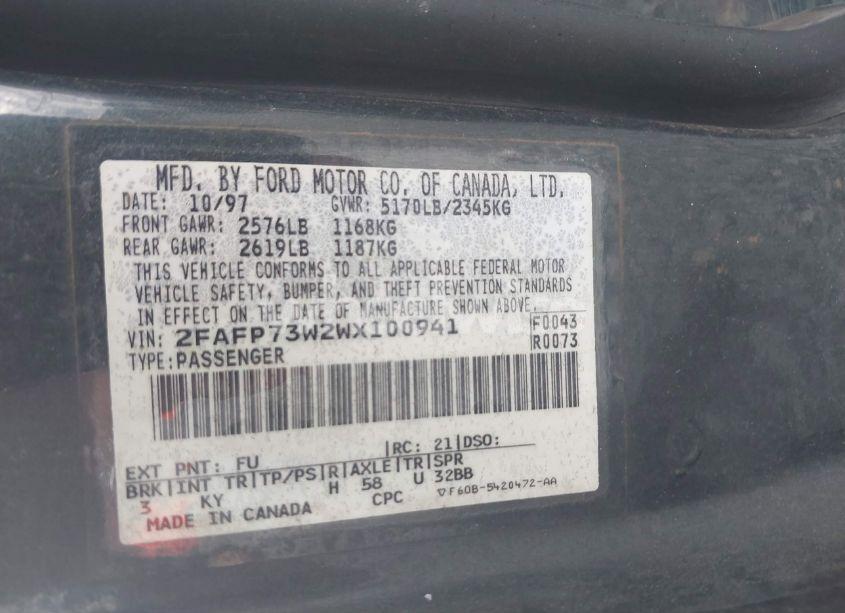 MFD. BY FORD MOTOR CO. OF CANADA, LTD.
DATE: 10/97 GVWR: 5170LB/2345KG
FRONT GAWR: 2576LB 1168KG
REAR GAWR: 2619LB 1187KG
THIS VEHICLE CONFORMS TO ALL APPLICABLE FEDERAL MOTOR
VEHICLE SAFETY, BUMPER, AND THEFT PREVENTION STANDARDS
IN EFFECT ON THE DATE OF MANUFACTURE SHOWN ABOVE.
VIN: 2FAFP73W2WX100941 F0043
TYPE: PASSENGER R0073
EXT PNT: FU |RC: 21|DSO:
BRK|INT TR|TP/PS|R|AXLE|TR|SPR
3 KY H 58 U 32BB
MADE IN CANADA CPC ▽F60B-5420472-AA